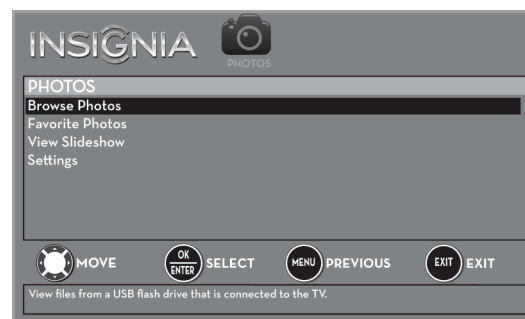 INSIGNIA
PHOTOS
PHOTOS
Browse Photos
Favorite Photos
View Slideshow
Settings
MOVE OK ENTER SELECT MENU PREVIOUS EXIT EXIT
View files from a USB flash drive that is connected to the TV.